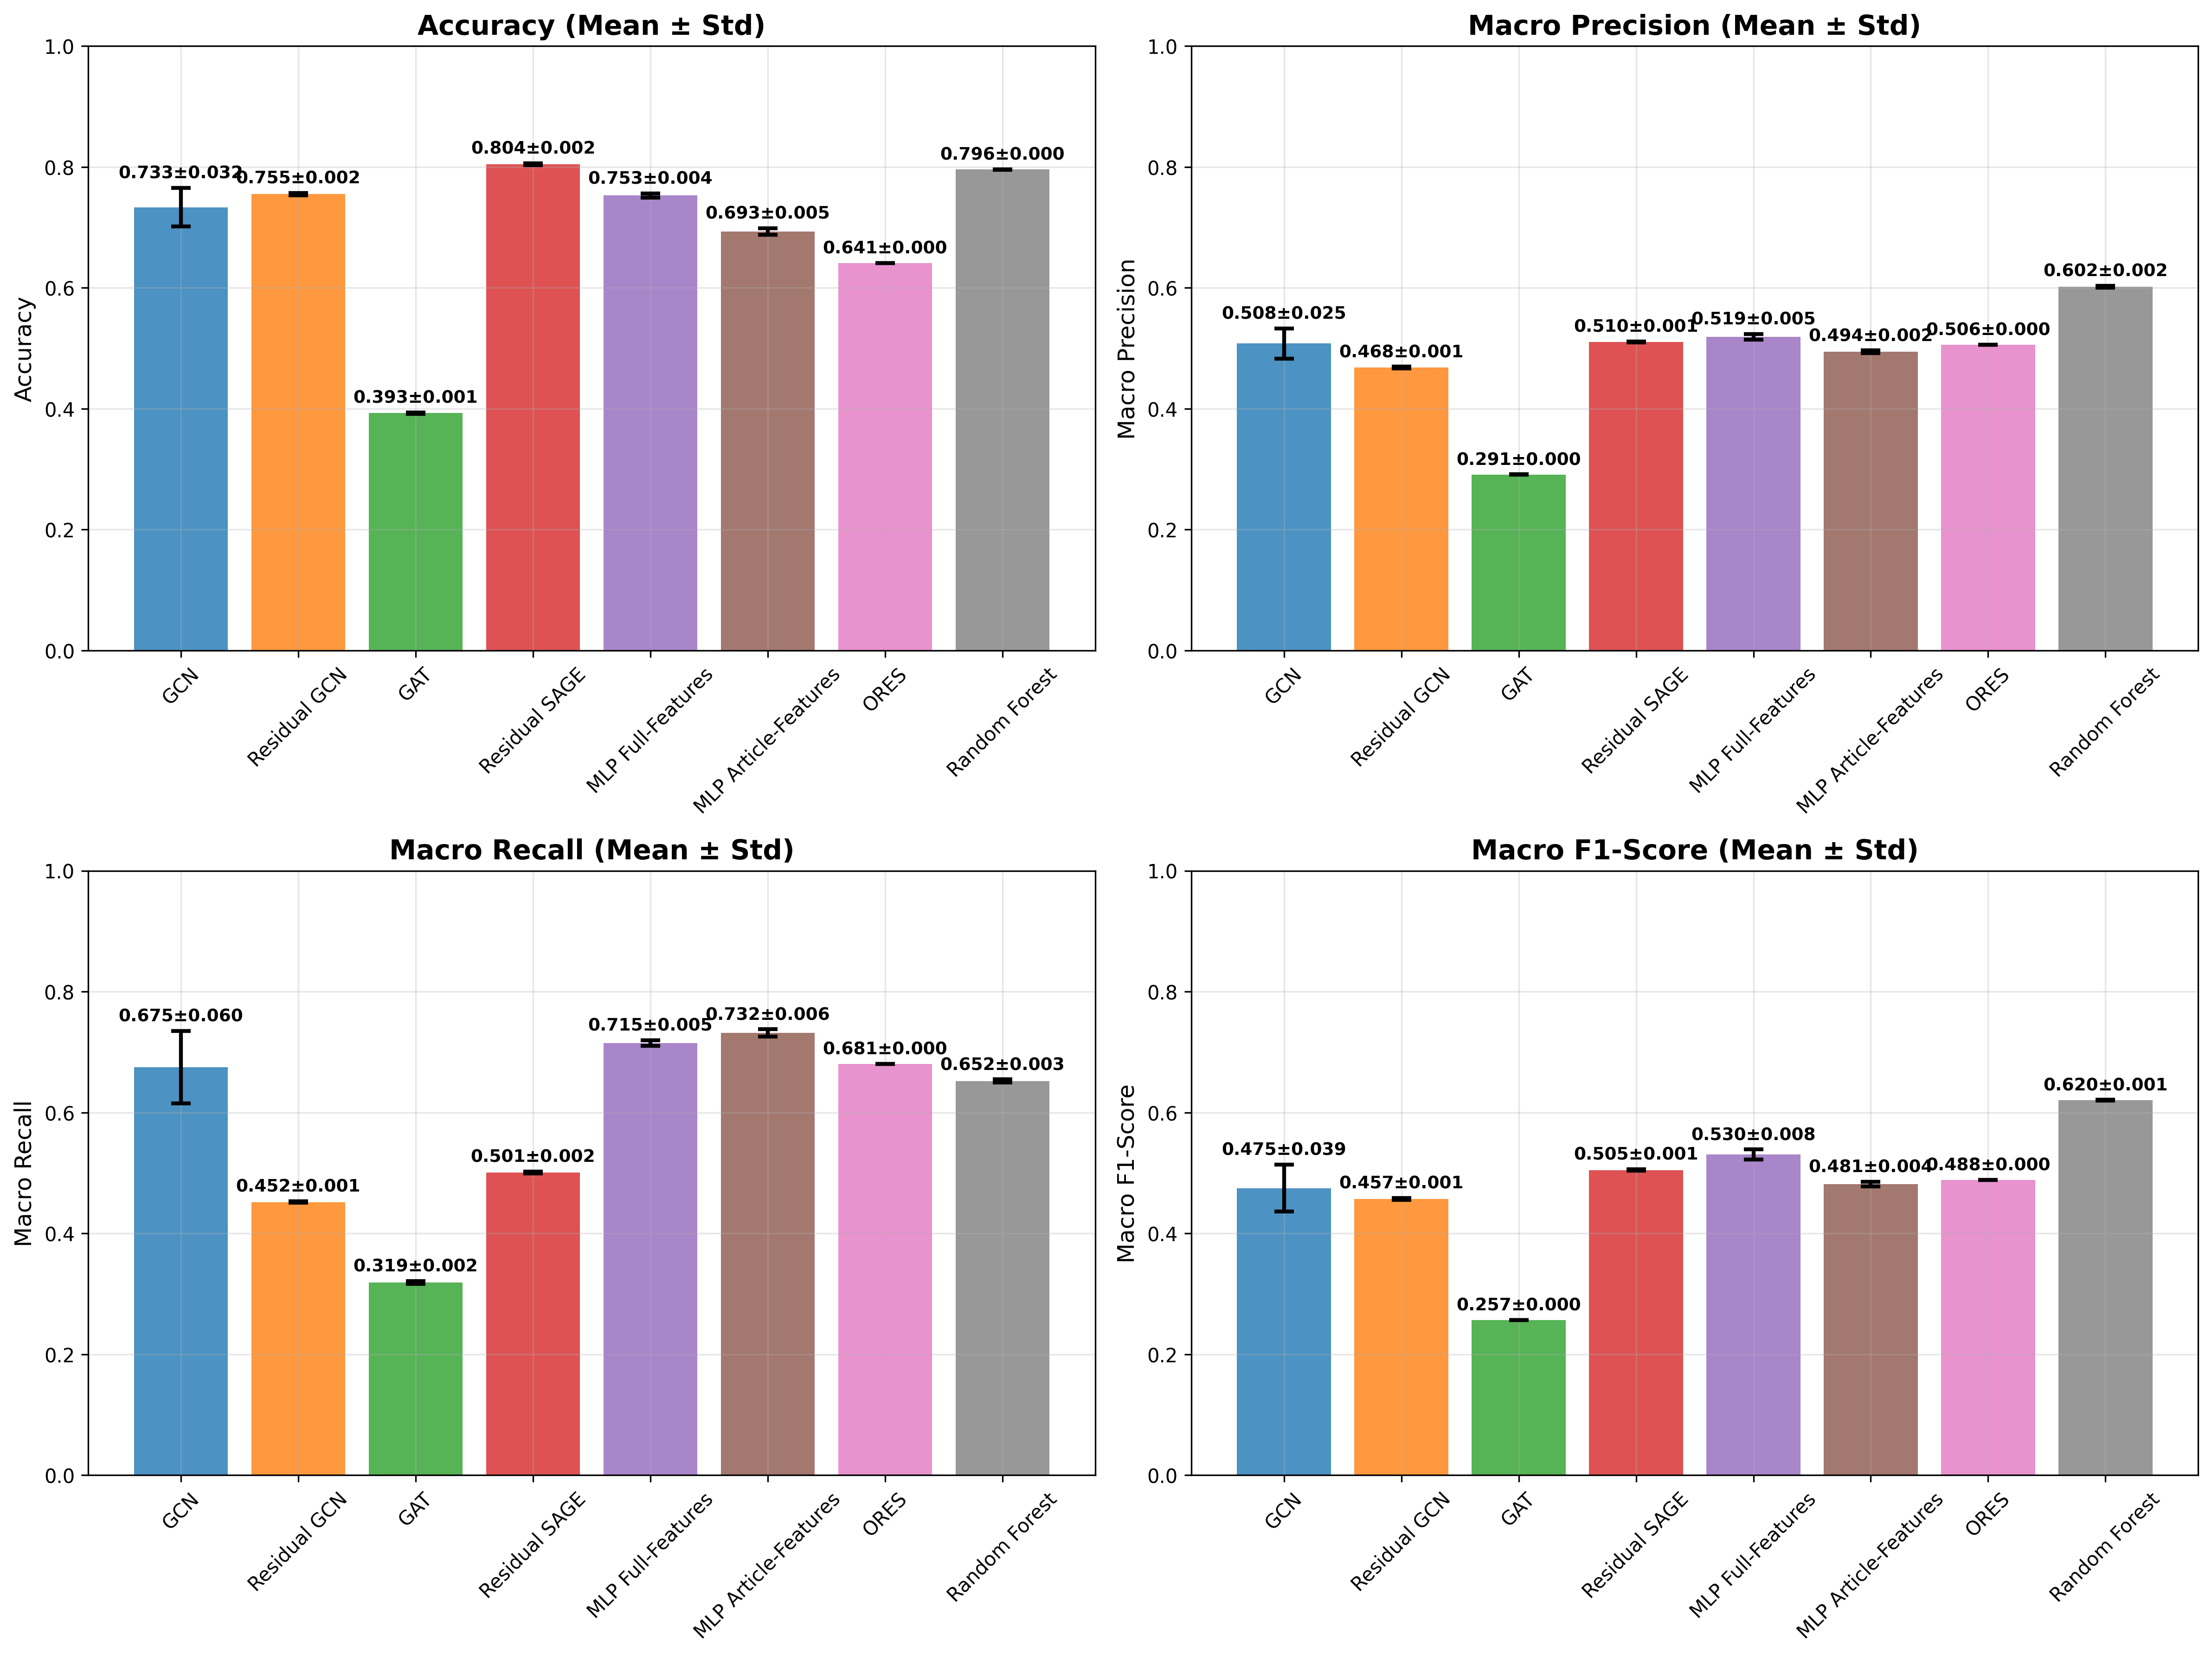 Accuracy (Mean ± Std)
Accuracy
1.0
0.8
0.6
0.4
0.2
0.0
0.733±0.032
0.755±0.002
0.393±0.001
0.804±0.002
0.753±0.004
0.693±0.005
0.641±0.000
0.796±0.000
GCN
Residual GCN
GAT
Residual SAGE
MLP Full-Features
MLP Article-Features
ORES
Random Forest
Macro Precision (Mean ± Std)
Macro Precision
1.0
0.8
0.6
0.4
0.2
0.0
0.508±0.025
0.468±0.001
0.291±0.000
0.510±0.001
0.519±0.005
0.494±0.002
0.506±0.000
0.602±0.002
GCN
Residual GCN
GAT
Residual SAGE
MLP Full-Features
MLP Article-Features
ORES
Random Forest
Macro Recall (Mean ± Std)
Macro Recall
1.0
0.8
0.6
0.4
0.2
0.0
0.675±0.060
0.452±0.001
0.319±0.002
0.501±0.002
0.715±0.005
0.732±0.006
0.681±0.000
0.652±0.003
GCN
Residual GCN
GAT
Residual SAGE
MLP Full-Features
MLP Article-Features
ORES
Random Forest
Macro F1-Score (Mean ± Std)
Macro F1-Score
1.0
0.8
0.6
0.4
0.2
0.0
0.475±0.039
0.457±0.001
0.257±0.000
0.505±0.001
0.530±0.008
0.481±0.004
0.488±0.000
0.620±0.001
GCN
Residual GCN
GAT
Residual SAGE
MLP Full-Features
MLP Article-Features
ORES
Random Forest